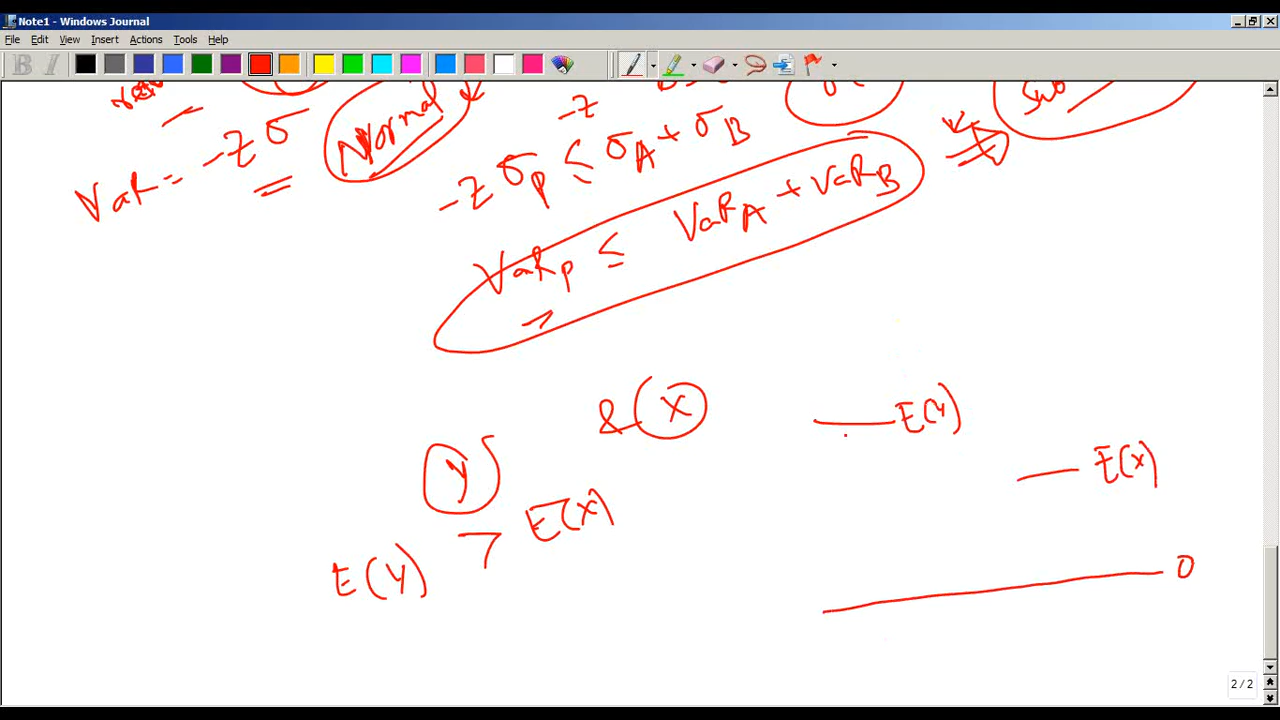 Note1 - Windows Journal
File Edit View Insert Actions Tools Help
B I
VaR = -zσ Normal
-z
-zσP ≤ σA + σB
VaRP ≤ VaRA + VaRB
& X
Y
E(Y) > E(X)
E(Y)
E(X)
0
2 / 2